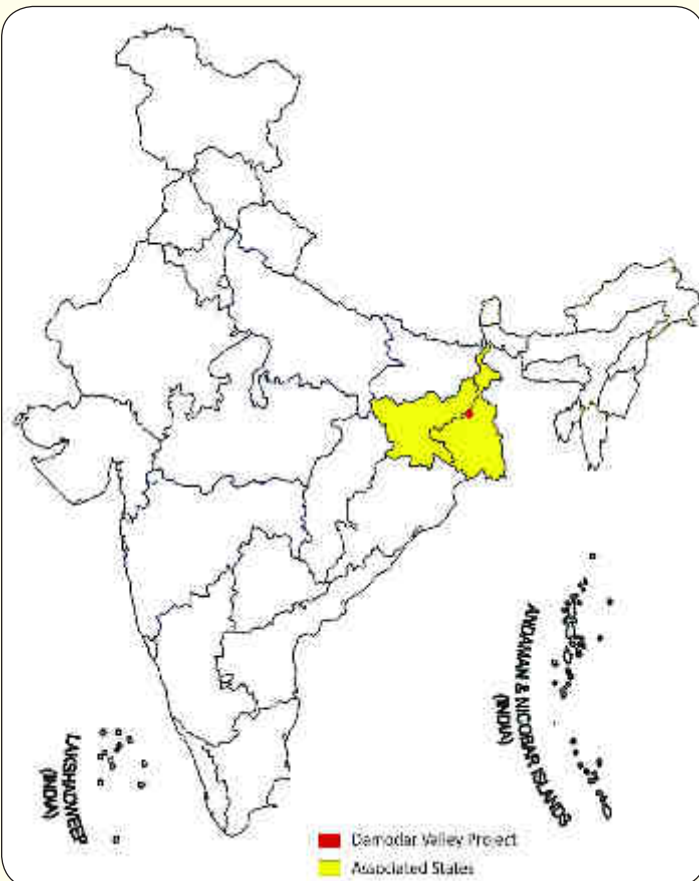 ANDAMAN & NICOBAR ISLANDS
(INDIA)
LAKSHADWEEP
(INDIA)
Damodar Valley Project
Associated States